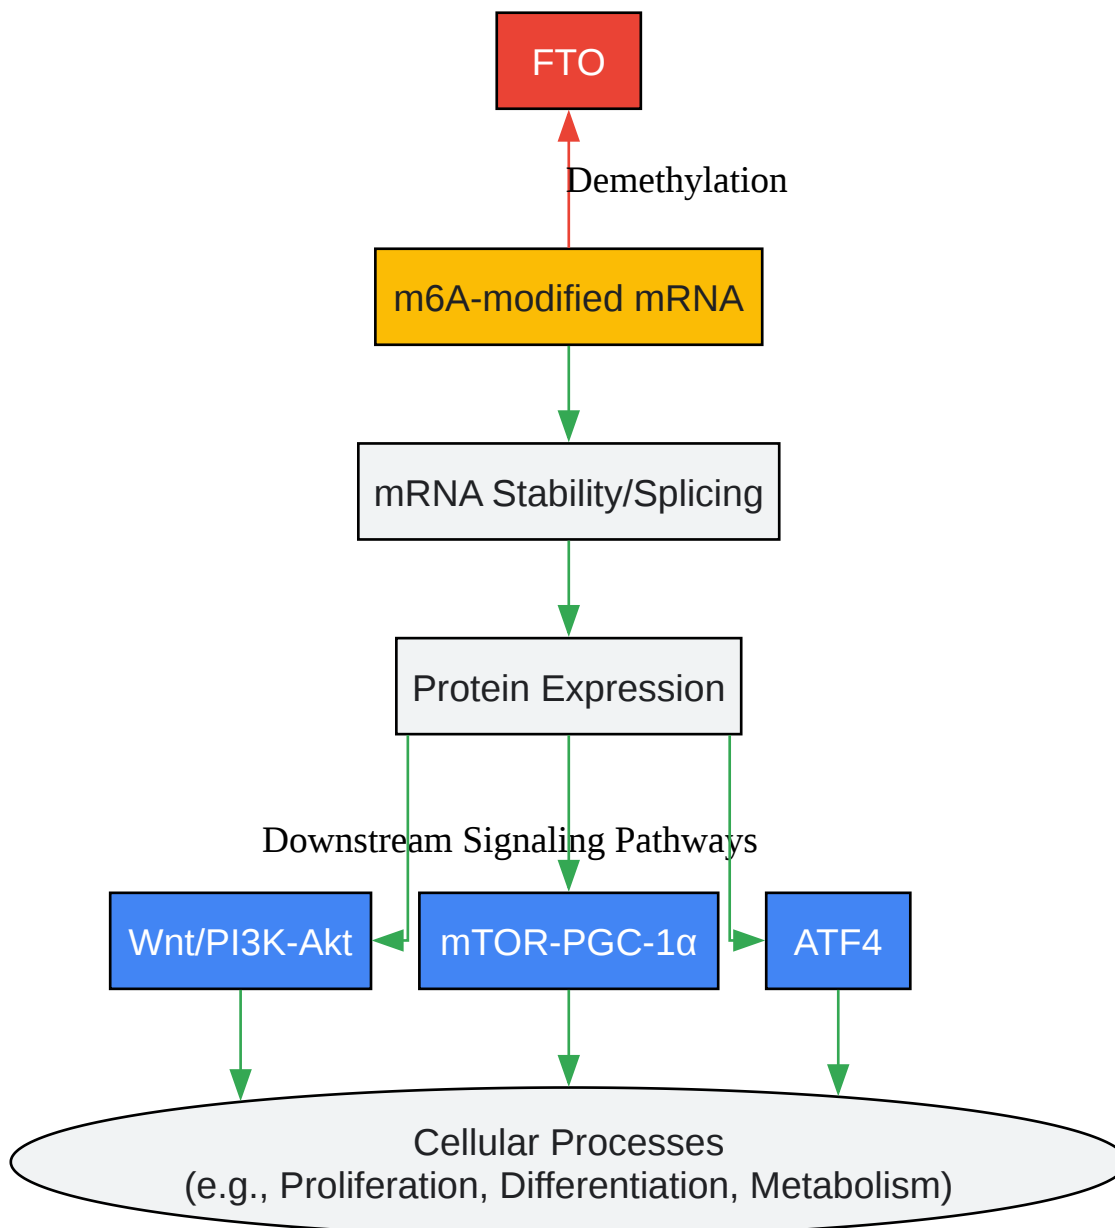 FTO
Demethylation
m6A-modified mRNA
mRNA Stability/Splicing
Protein Expression
Downstream Signaling Pathways
Wnt/PI3K-Akt
mTOR-PGC-1α
ATF4
Cellular Processes
(e.g., Proliferation, Differentiation, Metabolism)